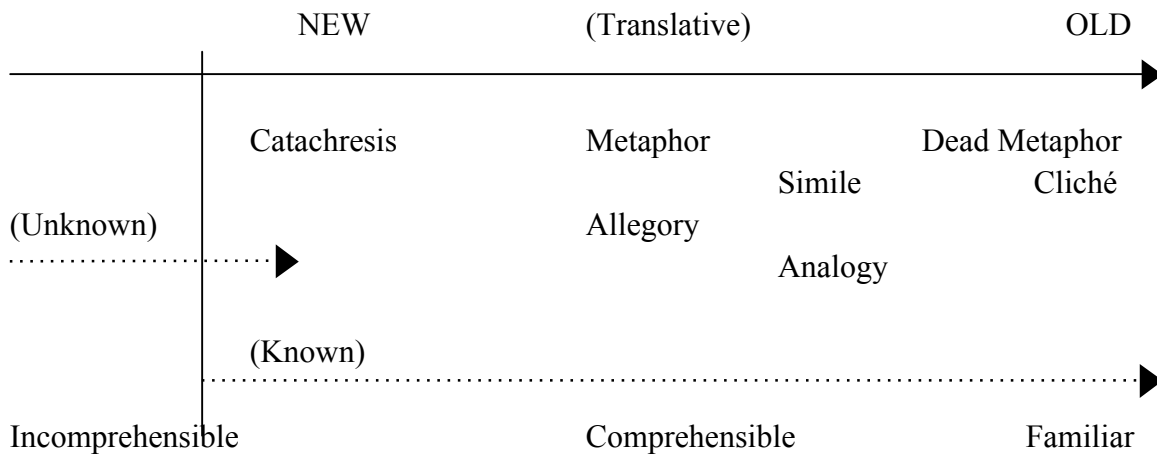 NEW (Translative) OLD
Catachresis Metaphor Dead Metaphor
Simile Cliché
(Unknown) Allegory
Analogy
(Known)
Incomprehensible Comprehensible Familiar